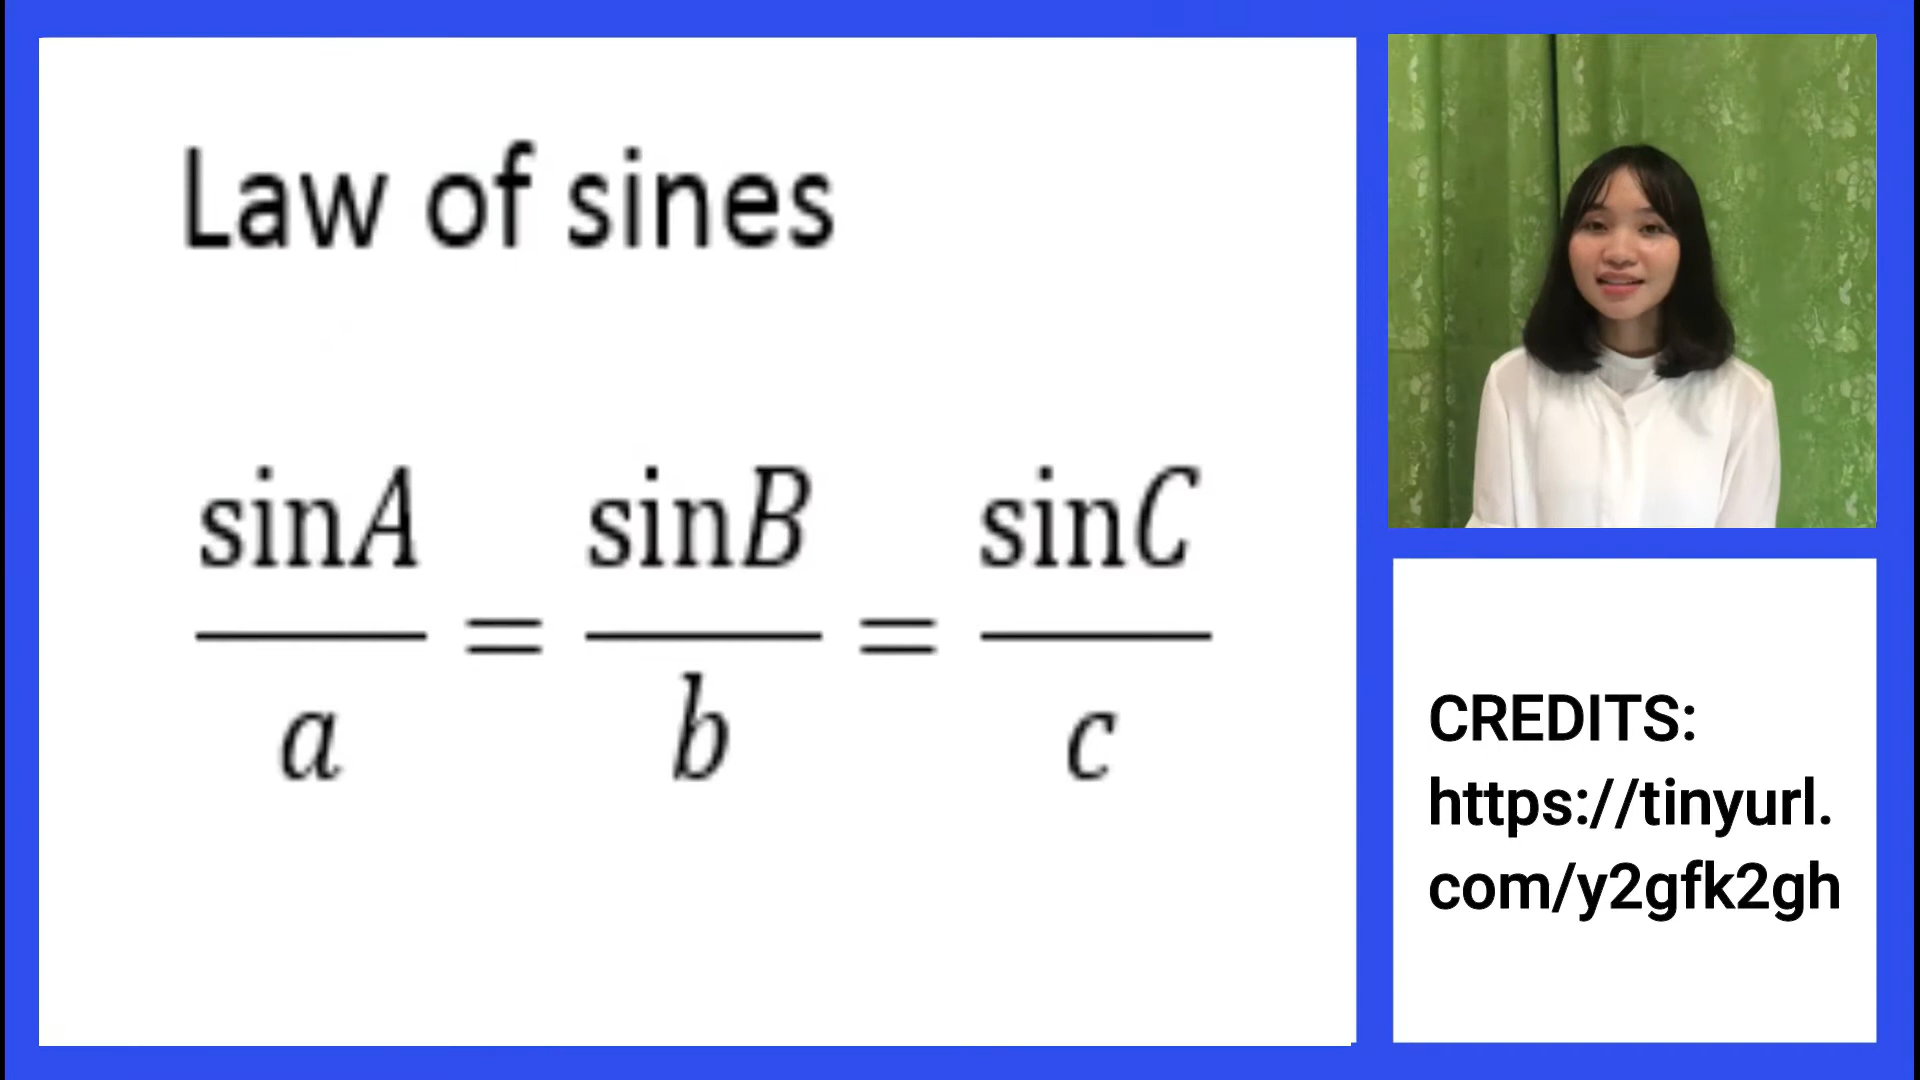 Law of sines
sinA/a = sinB/b = sinC/c
CREDITS:
https://tinyurl.
com/y2gfk2gh